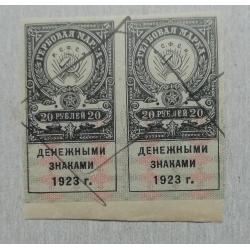 ГЕРБОВАЯ МАРКА ГЕРБОВАЯ МАРКА
Р.С.Ф.С.Р. Р.С.Ф.С.Р.
20 РУБЛЕЙ 20 20 РУБЛЕЙ 20
ДЕНЕЖНЫМИ ДЕНЕЖНЫМИ
ЗНАКАМИ ЗНАКАМИ
1923 г. 1923 г.